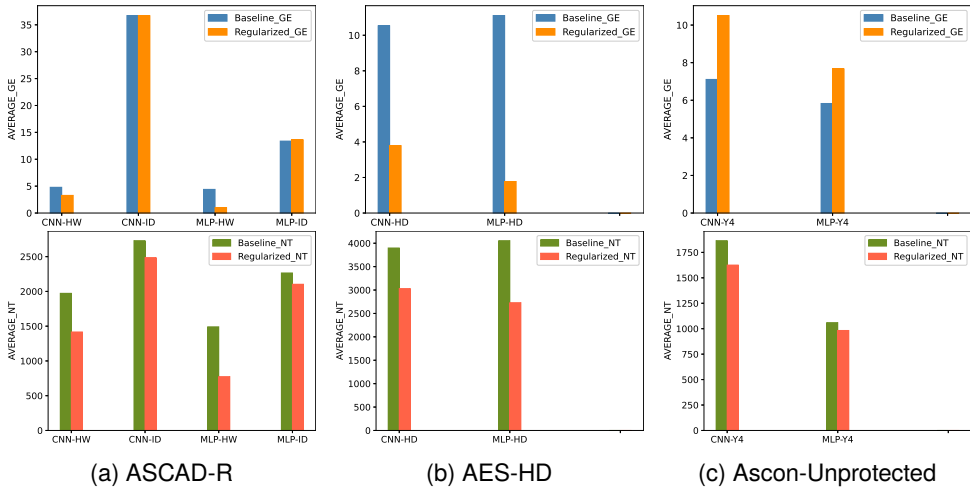 AVERAGE_GE
35
30
25
20
15
10
5
0
Baseline_GE
Regularized_GE
CNN-HW CNN-ID MLP-HW MLP-ID
AVERAGE_GE
10
8
6
4
2
0
Baseline_GE
Regularized_GE
CNN-HD MLP-HD
AVERAGE_GE
10
8
6
4
2
0
Baseline_GE
Regularized_GE
CNN-Y4 MLP-Y4
AVERAGE_NT
2500
2000
1500
1000
500
0
Baseline_NT
Regularized_NT
CNN-HW CNN-ID MLP-HW MLP-ID
AVERAGE_NT
4000
3500
3000
2500
2000
1500
1000
500
0
Baseline_NT
Regularized_NT
CNN-HD MLP-HD
AVERAGE_NT
1750
1500
1250
1000
750
500
250
0
Baseline_NT
Regularized_NT
CNN-Y4 MLP-Y4
(a) ASCAD-R (b) AES-HD (c) Ascon-Unprotected